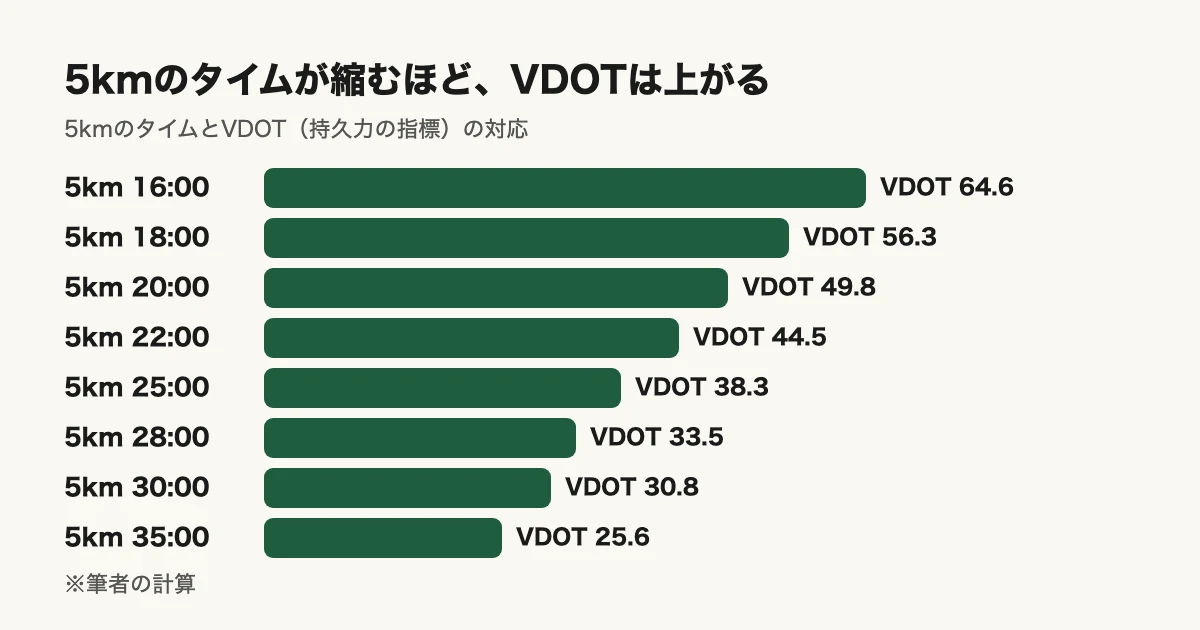 5kmのタイムが縮むほど、VDOTは上がる
5kmのタイムとVDOT（持久力の指標）の対応
5km 16:00 VDOT 64.6
5km 18:00 VDOT 56.3
5km 20:00 VDOT 49.8
5km 22:00 VDOT 44.5
5km 25:00 VDOT 38.3
5km 28:00 VDOT 33.5
5km 30:00 VDOT 30.8
5km 35:00 VDOT 25.6
※筆者の計算